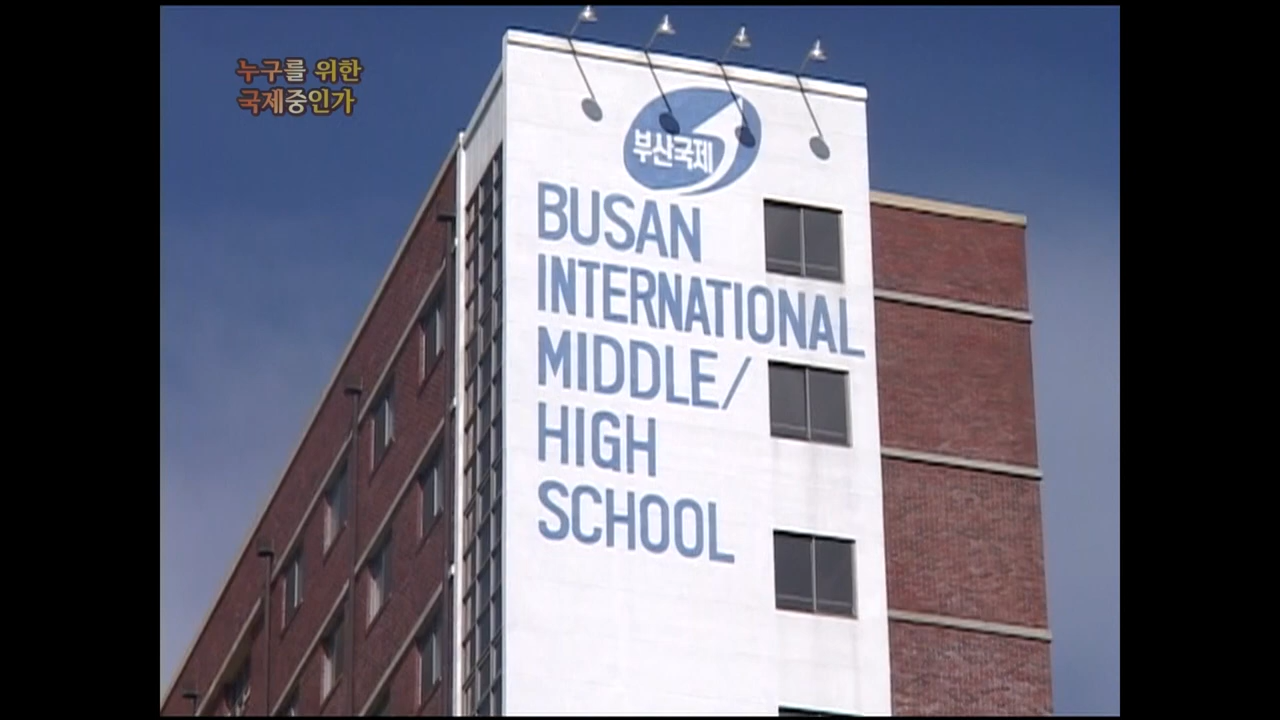 누구를 위한
국제중인가
부산국제
BUSAN
INTERNATIONAL
MIDDLE/
HIGH
SCHOOL